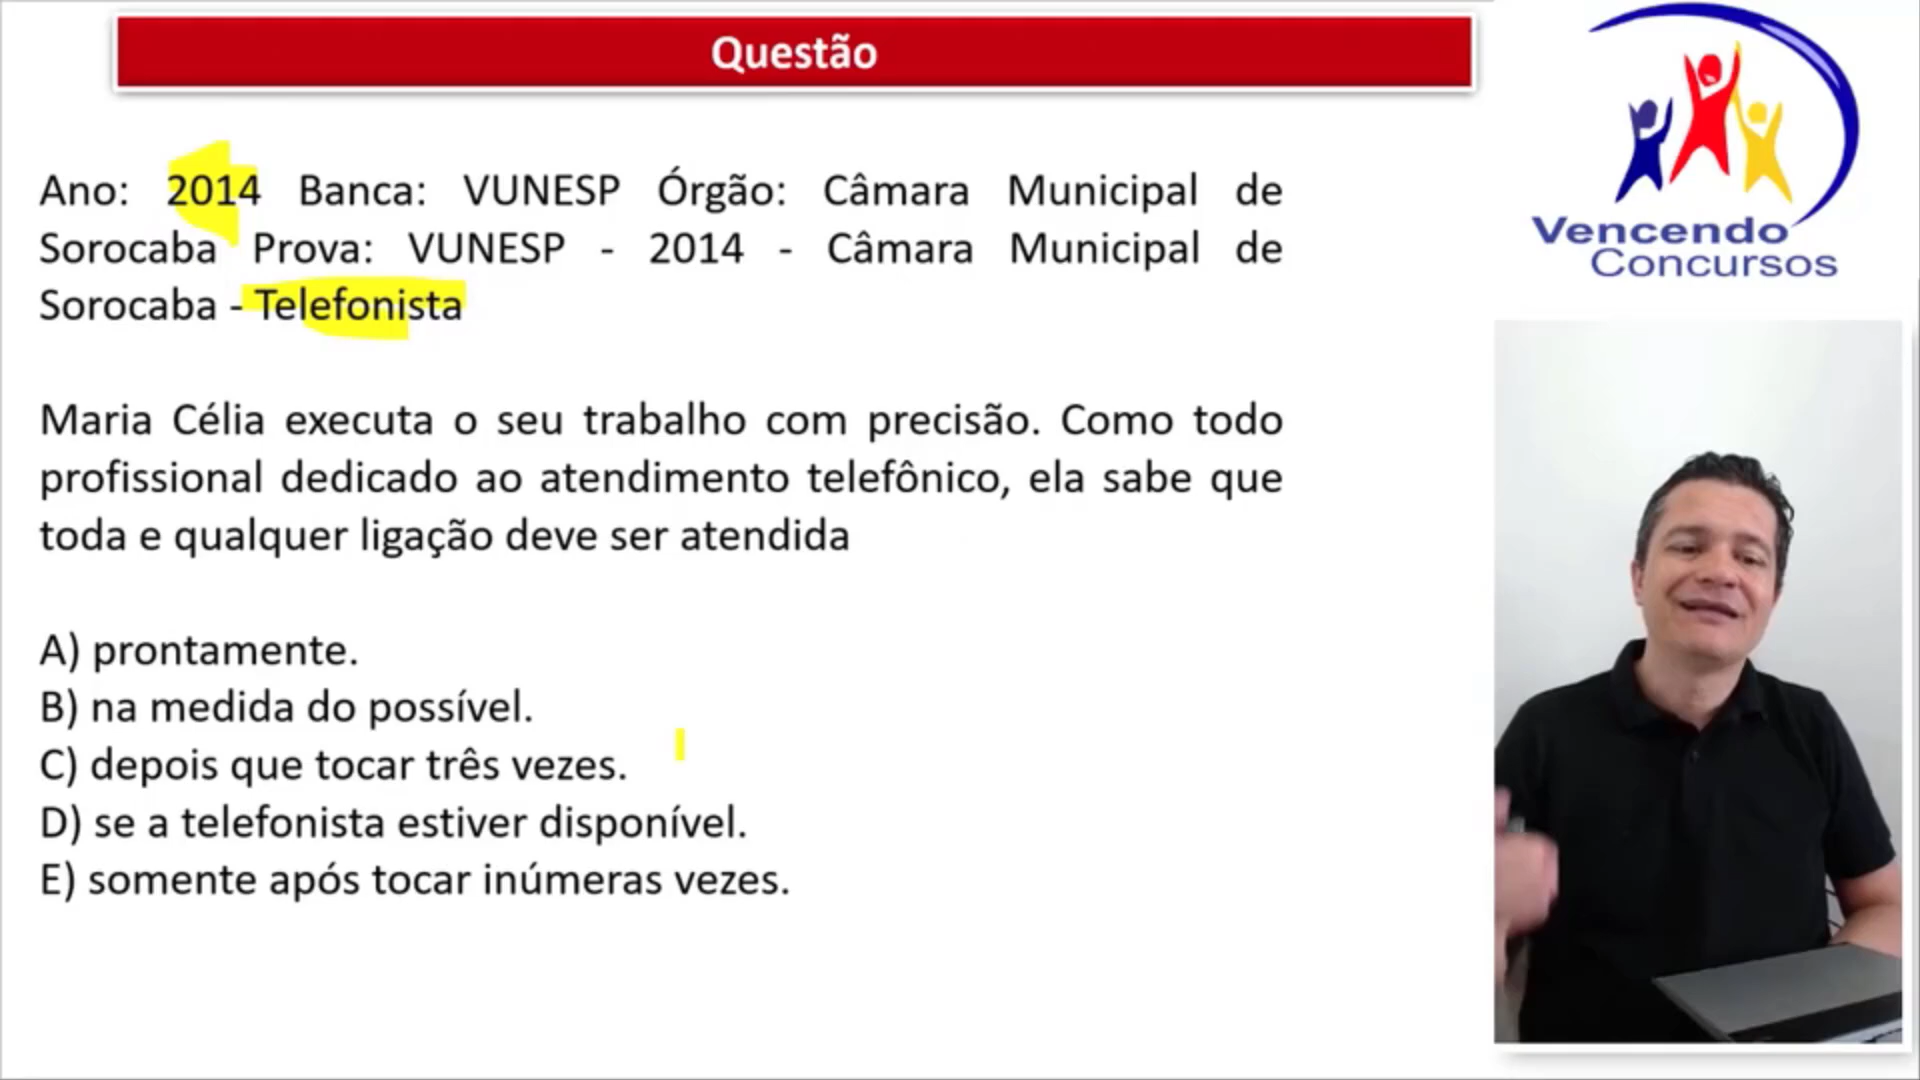 Questão
Ano: 2014 Banca: VUNESP Órgão: Câmara Municipal de
Sorocaba Prova: VUNESP - 2014 - Câmara Municipal de
Sorocaba - Telefonista
Maria Célia executa o seu trabalho com precisão. Como todo
profissional dedicado ao atendimento telefônico, ela sabe que
toda e qualquer ligação deve ser atendida
A) prontamente.
B) na medida do possível.
C) depois que tocar três vezes.
D) se a telefonista estiver disponível.
E) somente após tocar inúmeras vezes.
Vencendo
Concursos